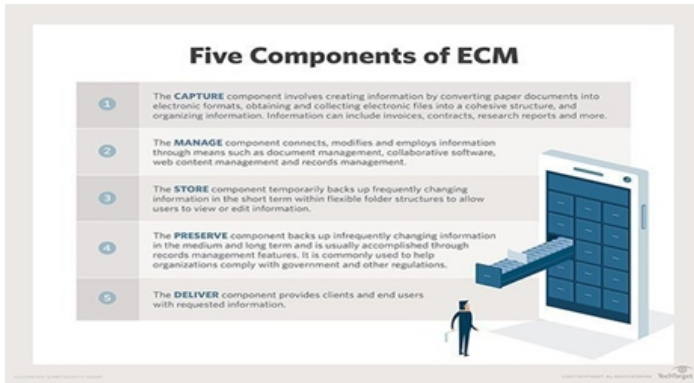 Five Components of ECM
1
The CAPTURE component involves creating information by converting paper documents into
electronic formats, obtaining and collecting electronic files into a cohesive structure, and
organizing information. Information can include invoices, contracts, research reports and more.
2
The MANAGE component connects, modifies and employs information
through means such as document management, collaborative software,
web content management and records management.
3
The STORE component temporarily backs up frequently changing
information in the short term within flexible folder structures to allow
users to view or edit information.
4
The PRESERVE component backs up infrequently changing information
in the medium and long term and is usually accomplished through
records management features. It is commonly used to help
organizations comply with government and other regulations.
5
The DELIVER component provides clients and end users
with requested information.
TechTarget